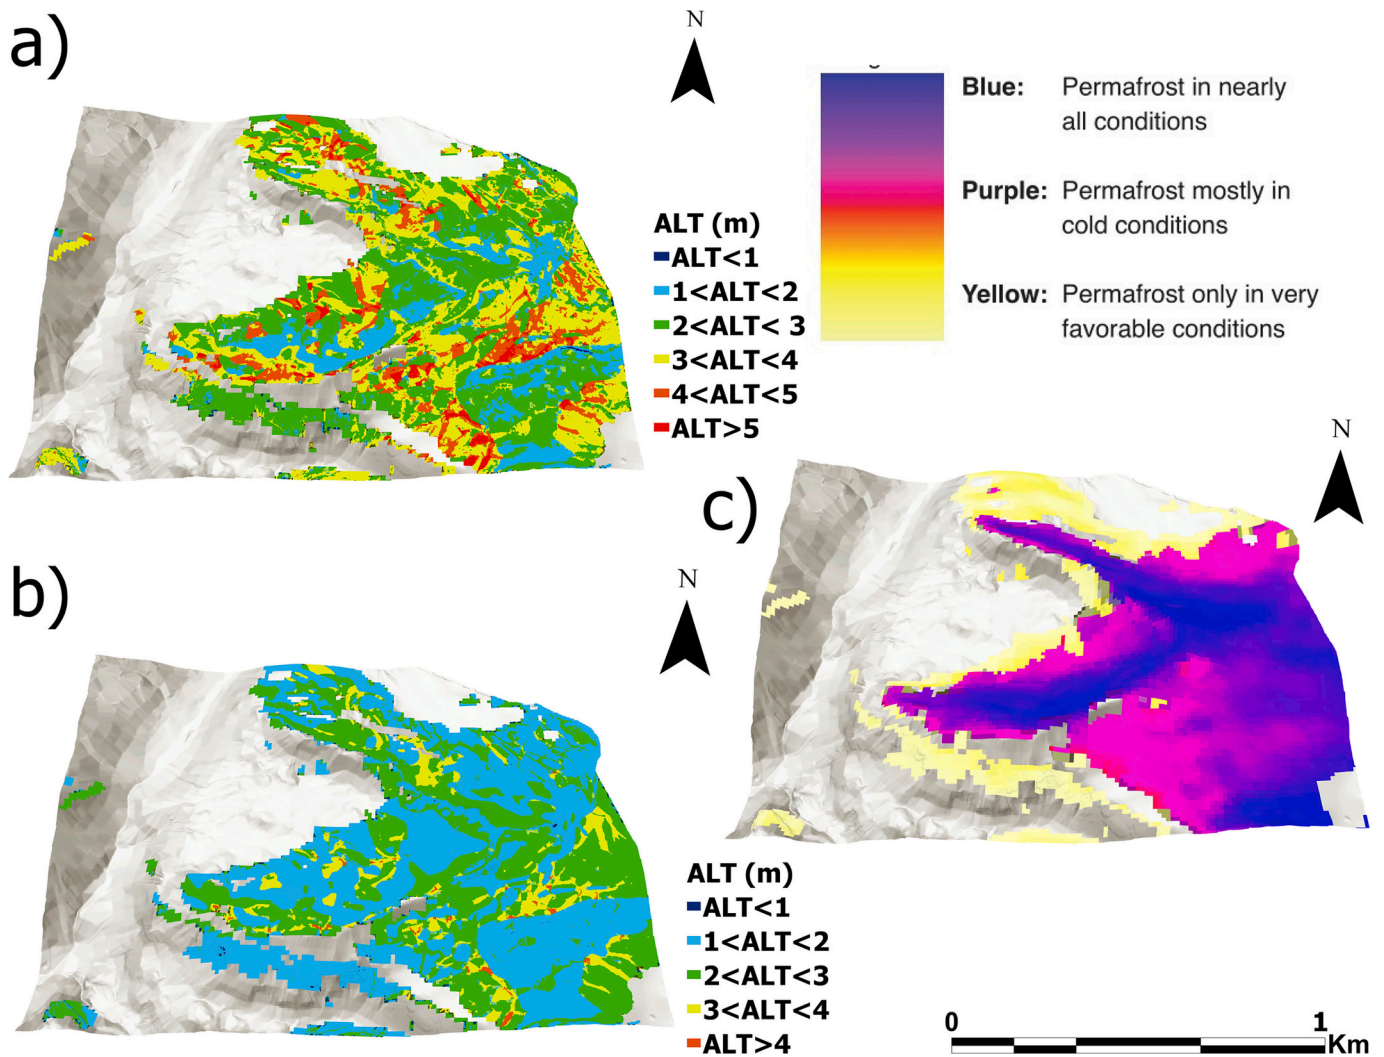 a)
N
Blue: Permafrost in nearly
all conditions
Purple: Permafrost mostly in
cold conditions
Yellow: Permafrost only in very
favorable conditions
ALT (m)
ALT<1
1<ALT<2
2<ALT< 3
3<ALT<4
4<ALT<5
ALT>5
c)
N
b)
N
ALT (m)
ALT<1
1<ALT<2
2<ALT<3
3<ALT<4
ALT>4
0 1
Km